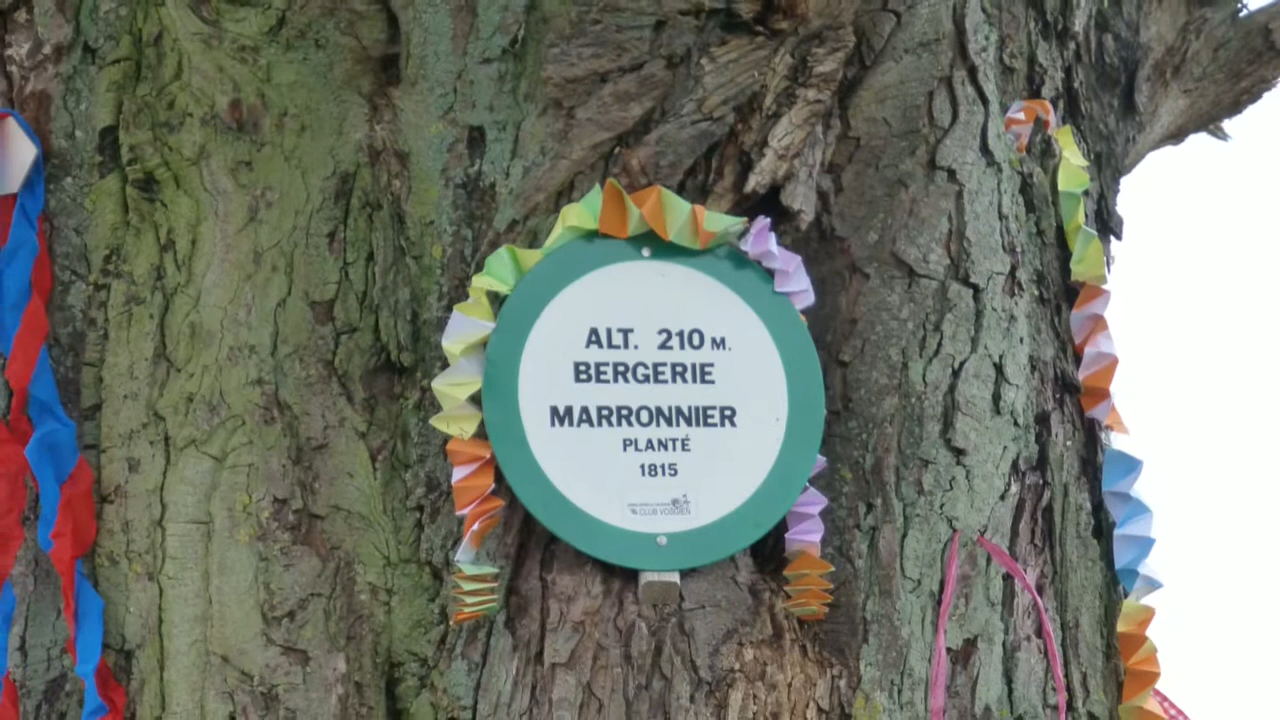 ALT. 210 M.
BERGERIE
MARRONNIER
PLANTÉ
1815
CLUB VOSGIEN